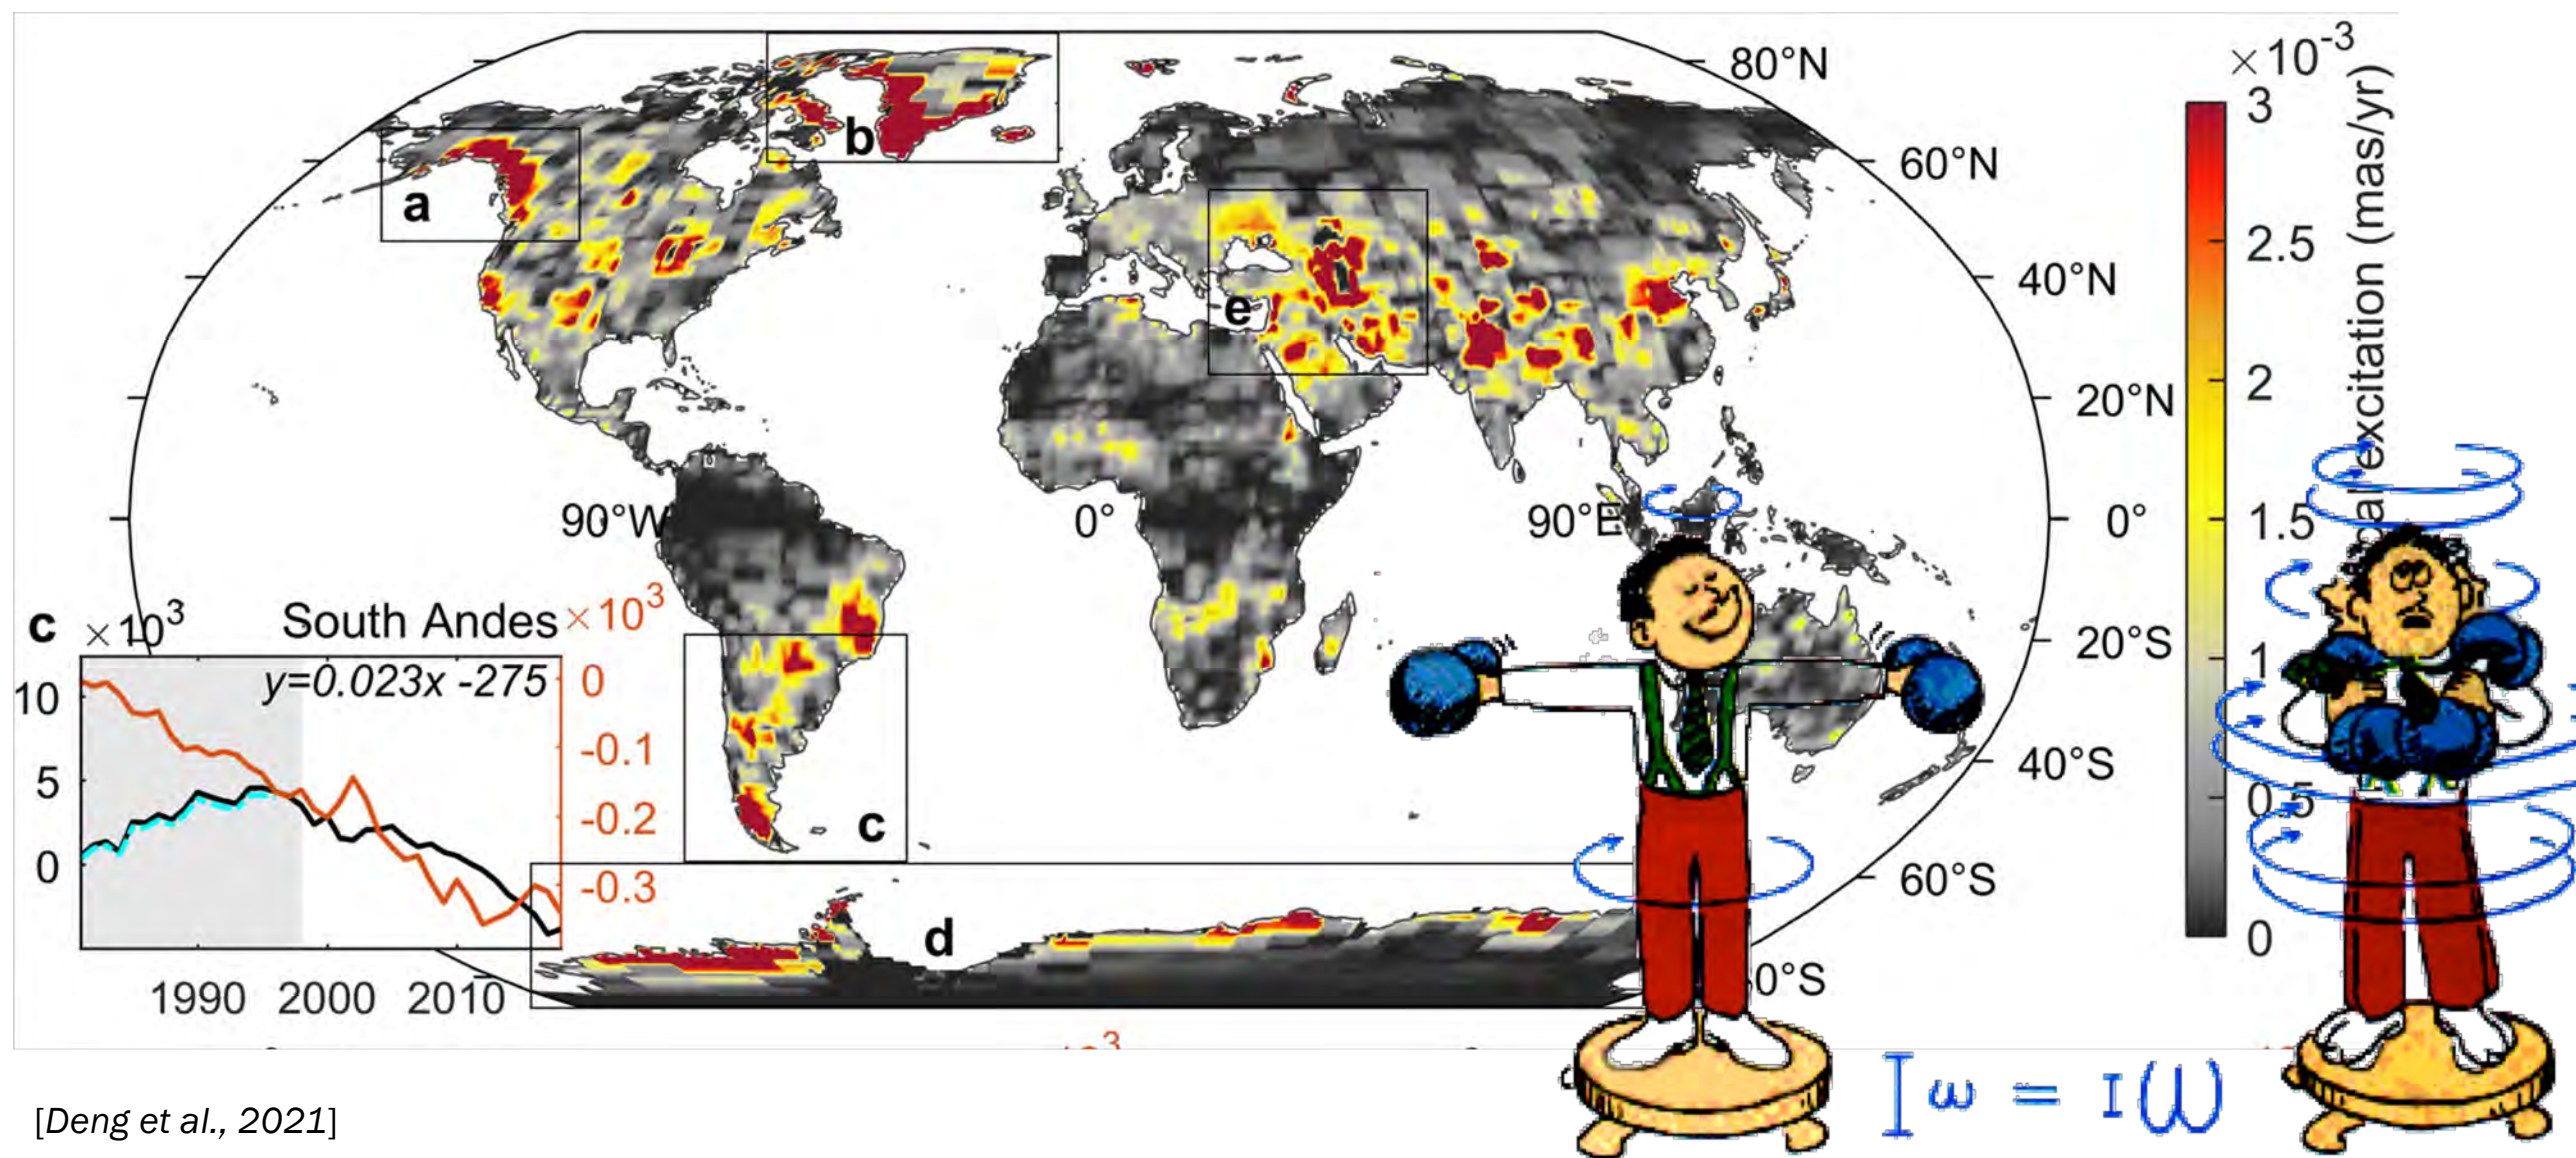 ×10⁻³
80°N
3
b
60°N
a
2.5
40°N
e
2
20°N
90°W
0°
90°E
0°
1.5
excitation (mas/yr)
c
×10³
South Andes
×10³
y=0.023x -275
0
20°S
1
10
-0.1
40°S
5
-0.2
c
0.5
0
-0.3
60°S
d
0
0°S
1990
2000
2010
I ω = I ω
[Deng et al., 2021]